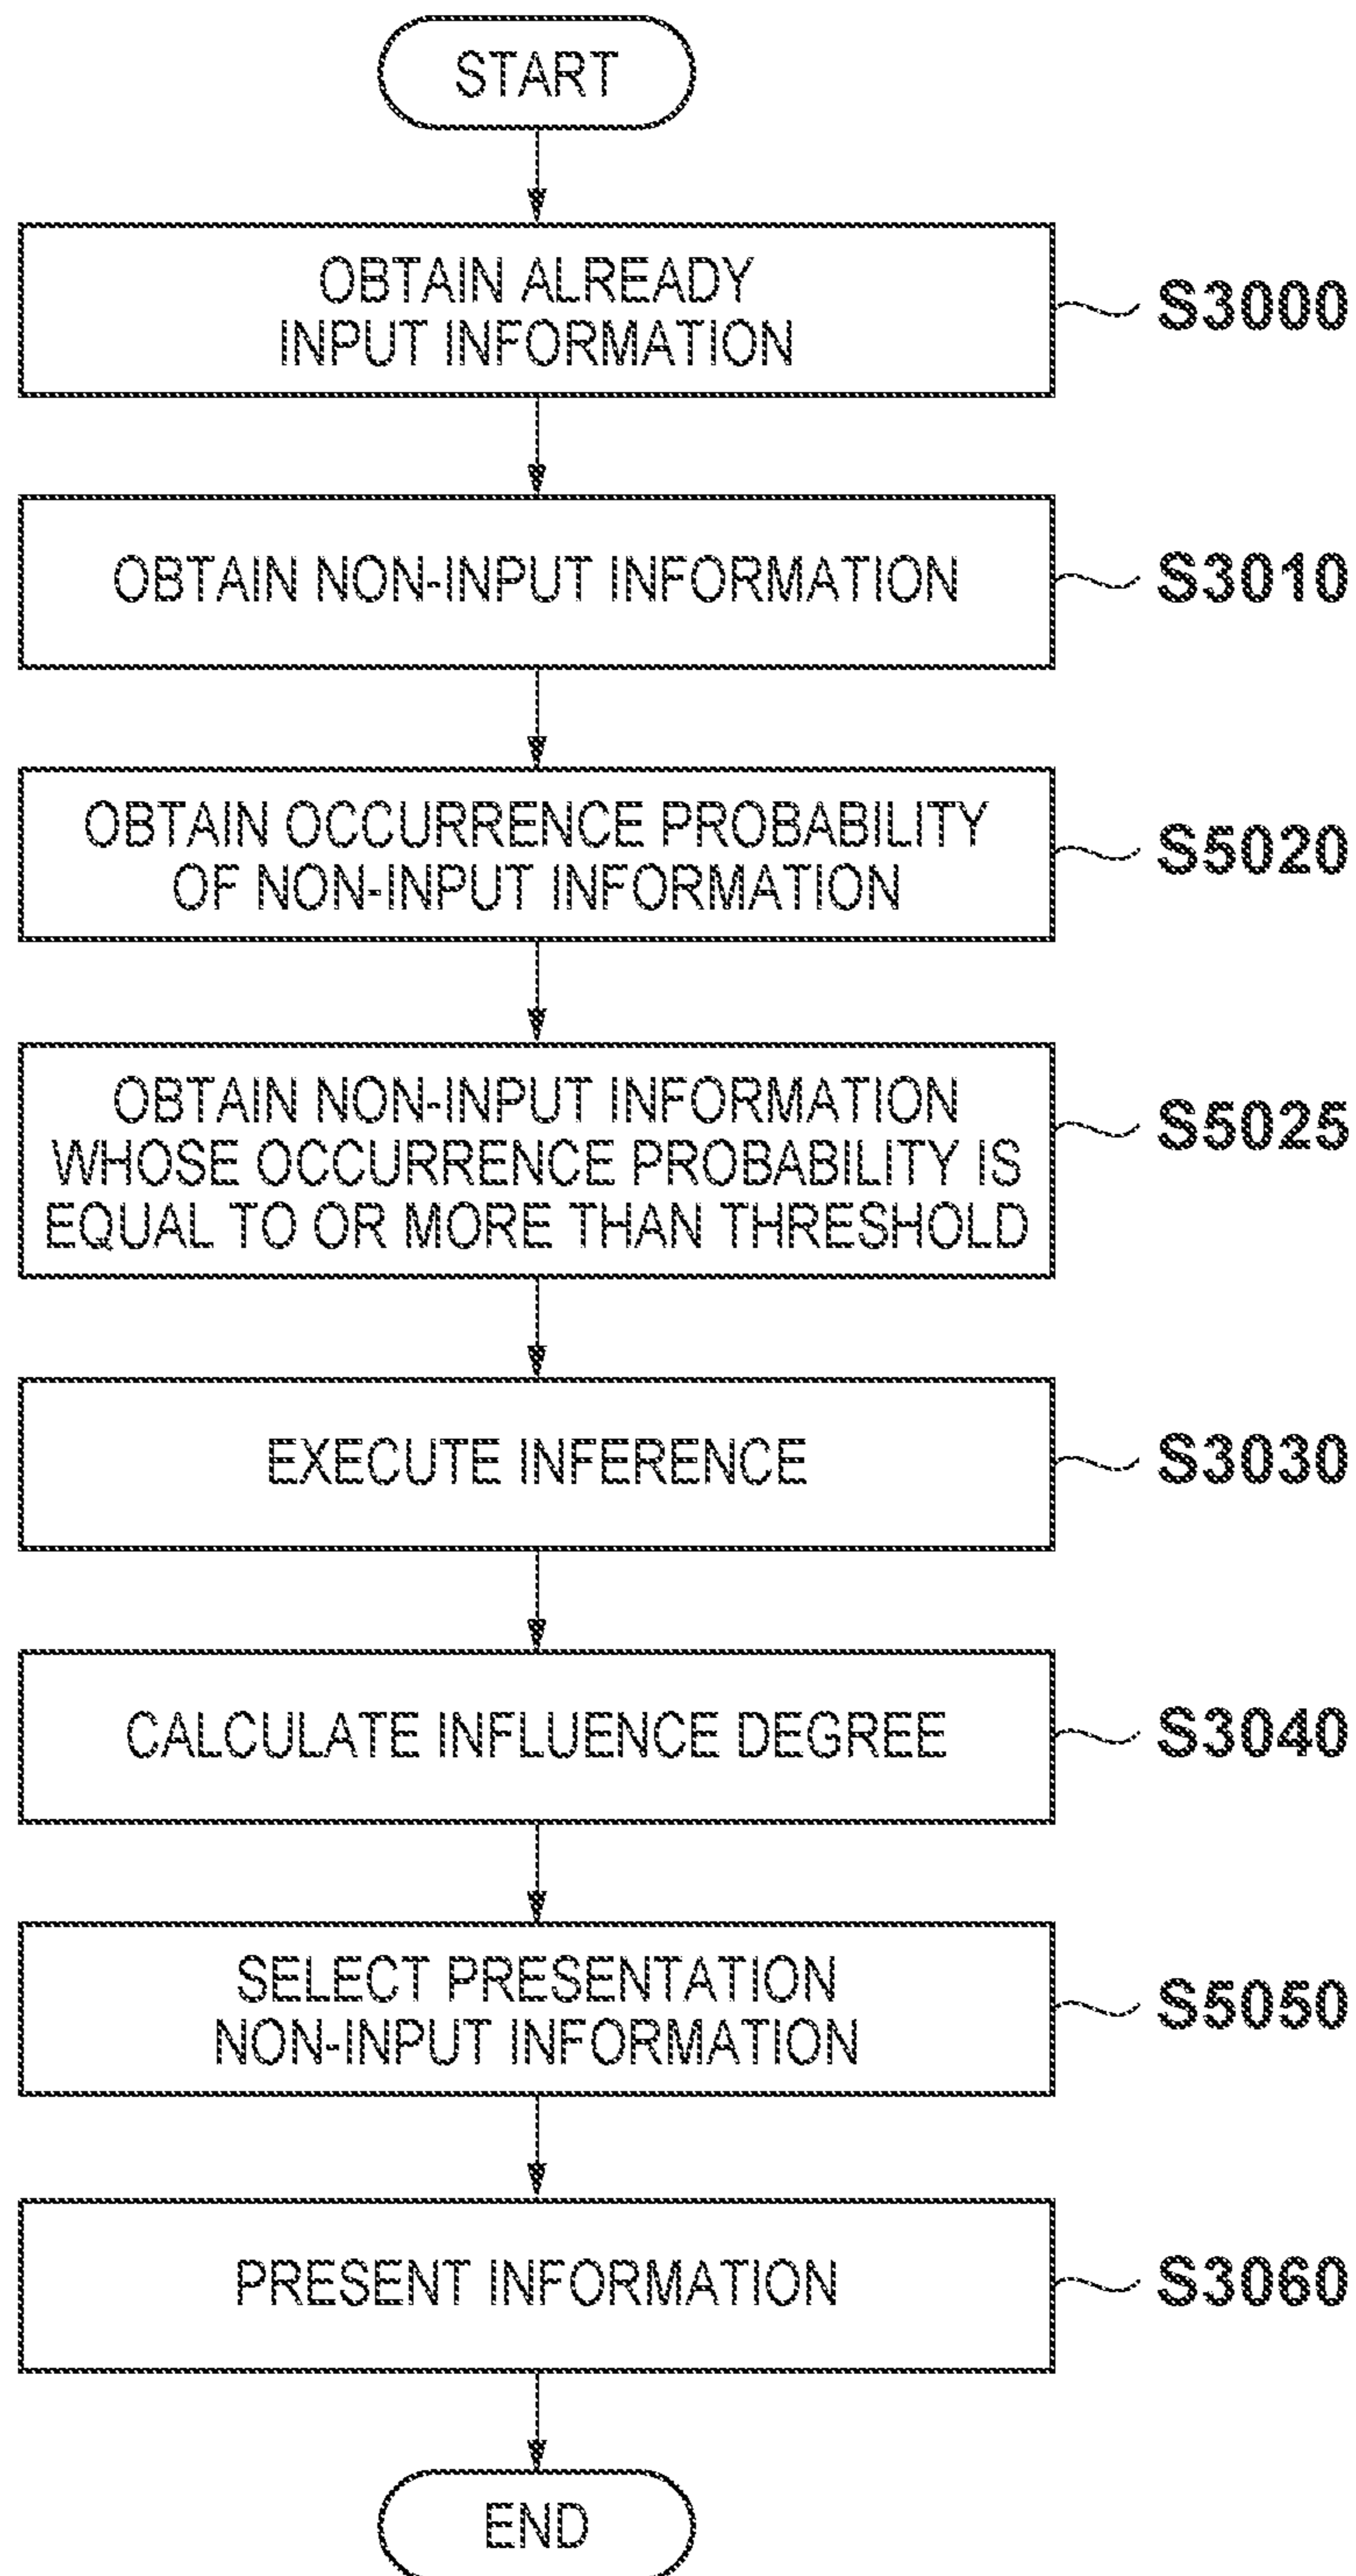 START
OBTAIN ALREADY
INPUT INFORMATION
S3000
OBTAIN NON-INPUT INFORMATION
S3010
OBTAIN OCCURRENCE PROBABILITY
OF NON-INPUT INFORMATION
S5020
OBTAIN NON-INPUT INFORMATION
WHOSE OCCURRENCE PROBABILITY IS
EQUAL TO OR MORE THAN THRESHOLD
S5025
EXECUTE INFERENCE
S3030
CALCULATE INFLUENCE DEGREE
S3040
SELECT PRESENTATION
NON-INPUT INFORMATION
S5050
PRESENT INFORMATION
S3060
END